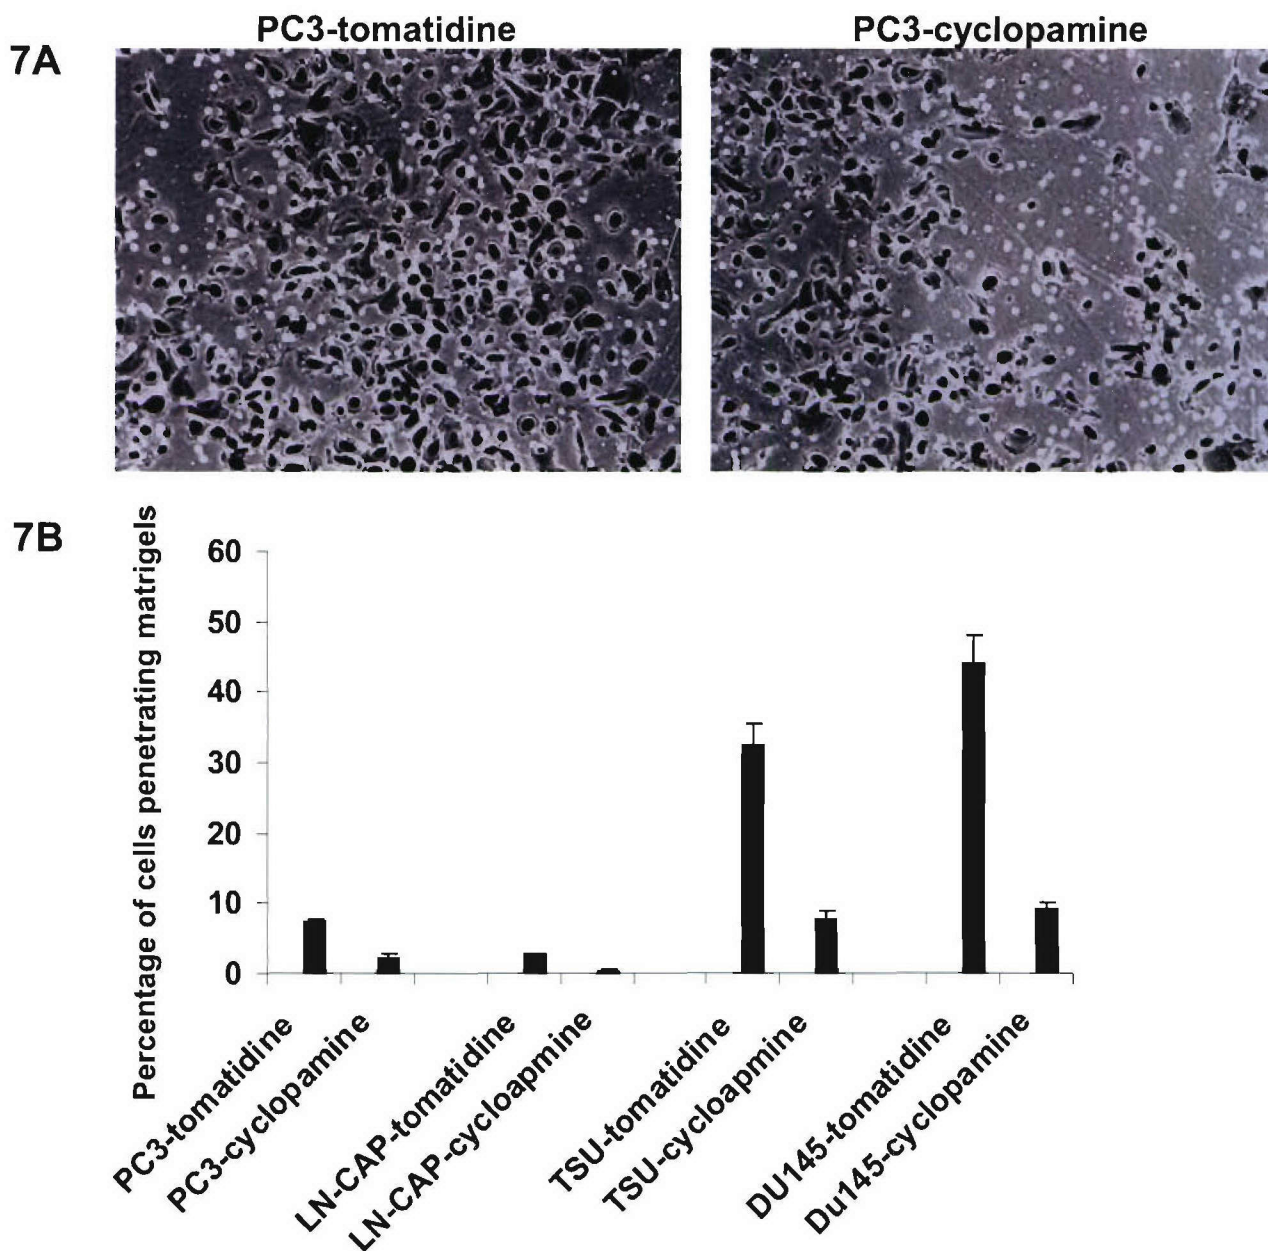 PC3-tomatidine
PC3-cyclopamine
7A
7B
Percentage of cells penetrating matrigels
60
50
40
30
20
10
0
PC3-tomatidine
PC3-cyclopamine
LN-CAP-tomatidine
LN-CAP-cycloapmine
TSU-tomatidine
TSU-cycloapmine
DU145-tomatidine
Du145-cyclopamine